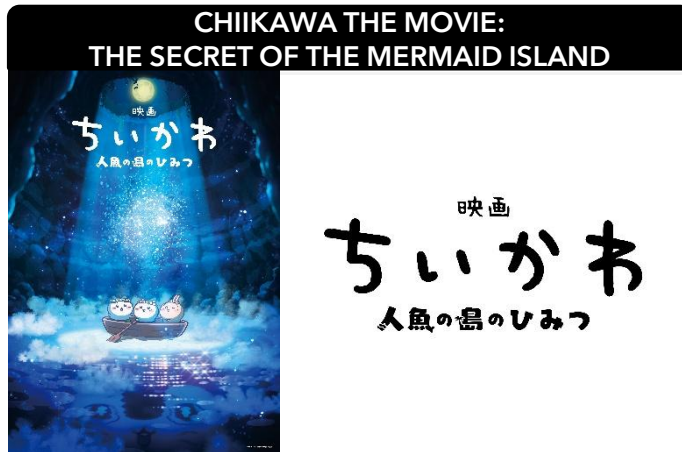 CHIIKAWA THE MOVIE:
THE SECRET OF THE MERMAID ISLAND
映画
ちいかわ
人魚の島のひみつ
映画
ちいかわ
人魚の島のひみつ